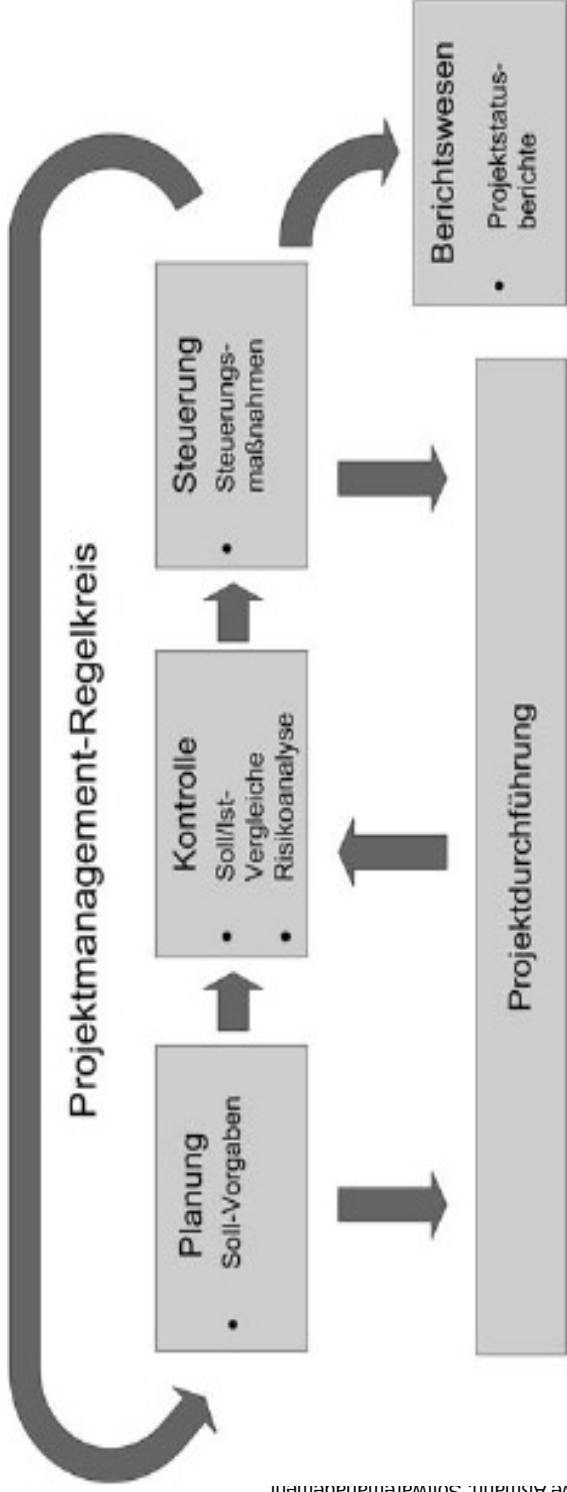 Projektmanagement-Regelkreis
Planung
• Soll-Vorgaben
Kontrolle
• Soll/Ist-
Vergleiche
• Risikoanalyse
Steuerung
• Steuerungs-
maßnahmen
Berichtswesen
• Projektstatus-
berichte
Projektdurchführung